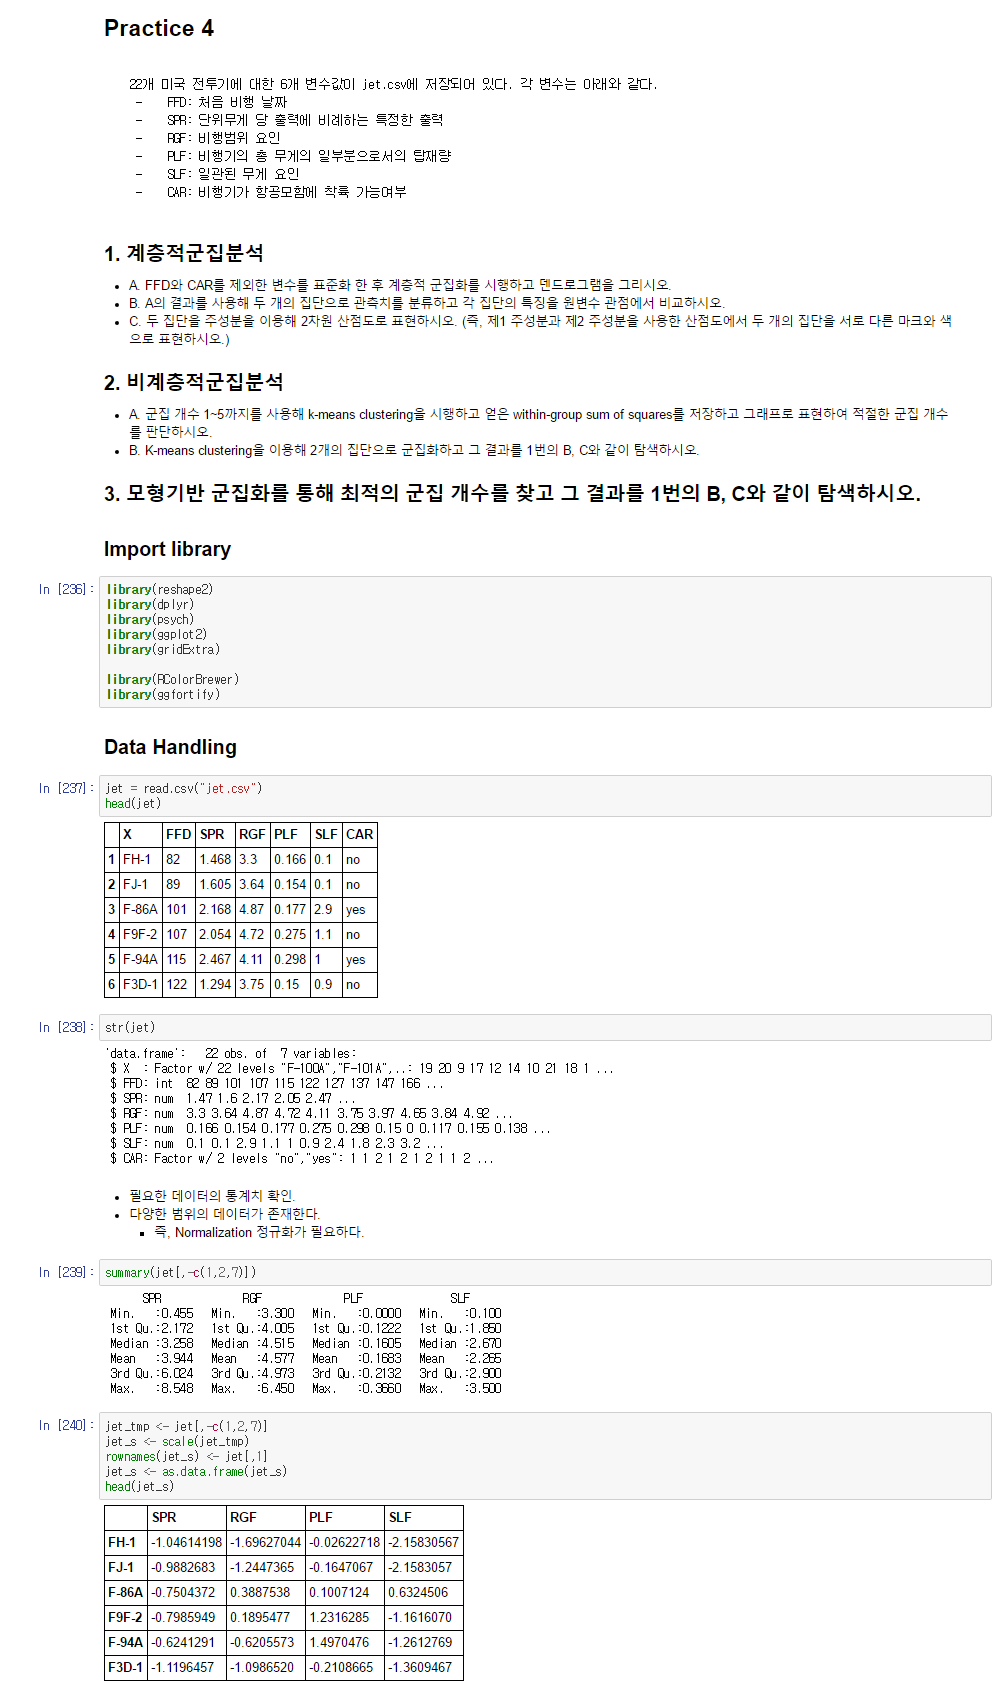 Practice 4
22개 미국 전투기에 대한 6개 변수값이 jet.csv에 저장되어 있다. 각 변수는 아래와 같다.
- FFD: 처음 비행 날짜
- SPR: 단위무게 당 출력에 비례하는 특정한 출력
- RGF: 비행범위 요인
- PLF: 비행기의 총 무게의 일부분으로서의 탑재량
- SLF: 일관된 무게 요인
- CAR: 비행기가 항공모함에 착륙 가능여부
1. 계층적군집분석
• A. FFD와 CAR를 제외한 변수를 표준화 한 후 계층적 군집화를 시행하고 덴드로그램을 그리시오.
• B. A의 결과를 사용해 두 개의 집단으로 관측치를 분류하고 각 집단의 특징을 원변수 관점에서 비교하시오.
• C. 두 집단을 주성분을 이용해 2차원 산점도로 표현하시오. (즉, 제1 주성분과 제2 주성분을 사용한 산점도에서 두 개의 집단을 서로 다른 마크와 색
으로 표현하시오.)
2. 비계층적군집분석
• A. 군집 개수 1~5까지를 사용해 k-means clustering을 시행하고 얻은 within-group sum of squares를 저장하고 그래프로 표현하여 적절한 군집 개수
를 판단하시오.
• B. K-means clustering을 이용해 2개의 집단으로 군집화하고 그 결과를 1번의 B, C와 같이 탐색하시오.
3. 모형기반 군집화를 통해 최적의 군집 개수를 찾고 그 결과를 1번의 B, C와 같이 탐색하시오.
Import library
In [236]: library(reshape2)
library(dplyr)
library(psych)
library(ggplot2)
library(gridExtra)
library(RColorBrewer)
library(ggfortify)
Data Handling
In [237]: jet = read.csv("jet.csv")
head(jet)
X FFD SPR RGF PLF SLF CAR
1 FH-1 82 1.468 3.3 0.166 0.1 no
2 FJ-1 89 1.605 3.64 0.154 0.1 no
3 F-86A 101 2.168 4.87 0.177 2.9 yes
4 F9F-2 107 2.054 4.72 0.275 1.1 no
5 F-94A 115 2.467 4.11 0.298 1 yes
6 F3D-1 122 1.294 3.75 0.15 0.9 no
In [238]: str(jet)
'data.frame': 22 obs. of 7 variables:
$ X : Factor w/ 22 levels "F-100A","F-101A",..: 19 20 9 17 12 14 10 21 18 1 ...
$ FFD: int 82 89 101 107 115 122 127 137 147 166 ...
$ SPR: num 1.47 1.6 2.17 2.05 2.47 ...
$ RGF: num 3.3 3.64 4.87 4.72 4.11 3.75 3.97 4.65 3.84 4.92 ...
$ PLF: num 0.166 0.154 0.177 0.275 0.298 0.15 0 0.117 0.155 0.138 ...
$ SLF: num 0.1 0.1 2.9 1.1 1 0.9 2.4 1.8 2.3 3.2 ...
$ CAR: Factor w/ 2 levels "no","yes": 1 1 2 1 2 1 2 1 1 2 ...
• 필요한 데이터의 통계치 확인.
• 다양한 범위의 데이터가 존재한다.
▪ 즉, Normalization 정규화가 필요하다.
In [239]: summary(jet[,-c(1,2,7)])
SPR RGF PLF SLF
Min. :0.455 Min. :3.300 Min. :0.0000 Min. :0.100
1st Qu.:2.172 1st Qu.:4.005 1st Qu.:0.1222 1st Qu.:1.850
Median :3.258 Median :4.515 Median :0.1605 Median :2.670
Mean :3.944 Mean :4.577 Mean :0.1683 Mean :2.265
3rd Qu.:6.024 3rd Qu.:4.973 3rd Qu.:0.2132 3rd Qu.:2.900
Max. :8.548 Max. :6.450 Max. :0.3660 Max. :3.500
In [240]: jet_tmp <- jet[,-c(1,2,7)]
jet_s <- scale(jet_tmp)
rownames(jet_s) <- jet[,1]
jet_s <- as.data.frame(jet_s)
head(jet_s)
SPR RGF PLF SLF
FH-1 -1.04614198 -1.69627044 -0.02622718 -2.15830567
FJ-1 -0.9882683 -1.2447365 -0.1647067 -2.1583057
F-86A -0.7504372 0.3887538 0.1007124 0.6324506
F9F-2 -0.7985949 0.1895477 1.2316285 -1.1616070
F-94A -0.6241291 -0.6205573 1.4970476 -1.2612769
F3D-1 -1.1196457 -1.0986520 -0.2108665 -1.3609467